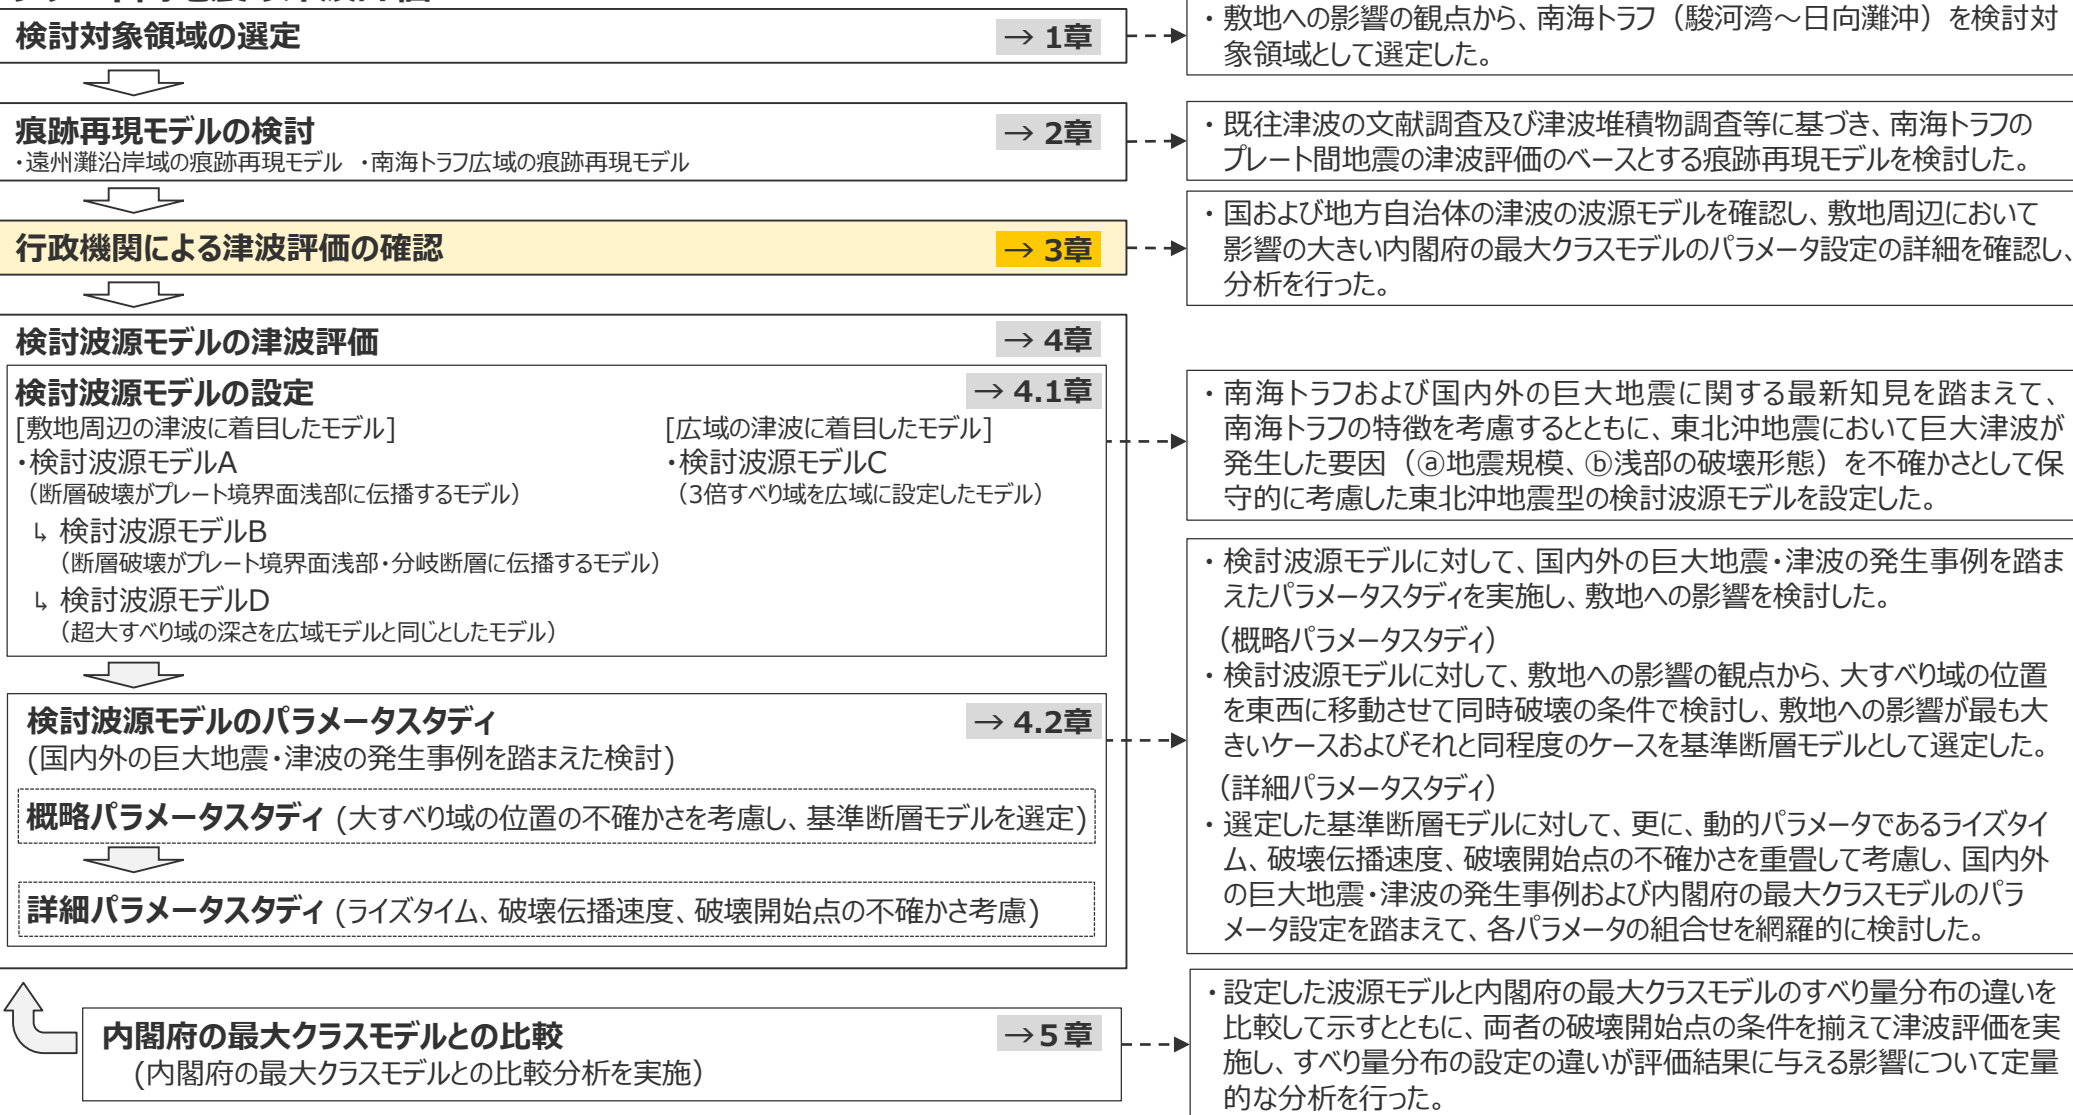 検討対象領域の選定
→ 1章
・敷地への影響の観点から、南海トラフ（駿河湾～日向灘沖）を検討対
象領域として選定した。
痕跡再現モデルの検討
→ 2章
・遠州灘沿岸域の痕跡再現モデル ・南海トラフ広域の痕跡再現モデル
・既往津波の文献調査及び津波堆積物調査等に基づき、南海トラフの
プレート間地震の津波評価のベースとする痕跡再現モデルを検討した。
行政機関による津波評価の確認
→ 3章
・国および地方自治体の津波の波源モデルを確認し、敷地周辺において
影響の大きい内閣府の最大クラスモデルのパラメータ設定の詳細を確認し、
分析を行った。
検討波源モデルの津波評価
→ 4章
検討波源モデルの設定
→ 4.1章
[敷地周辺の津波に着目したモデル]
・検討波源モデルA
（断層破壊がプレート境界面浅部に伝播するモデル）
↳ 検討波源モデルB
（断層破壊がプレート境界面浅部・分岐断層に伝播するモデル）
↳ 検討波源モデルD
（超大すべり域の深さを広域モデルと同じとしたモデル）
[広域の津波に着目したモデル]
・検討波源モデルC
（3倍すべり域を広域に設定したモデル）
・南海トラフおよび国内外の巨大地震に関する最新知見を踏まえて、
南海トラフの特徴を考慮するとともに、東北沖地震において巨大津波が
発生した要因（ⓐ地震規模、ⓑ浅部の破壊形態）を不確かさとして保
守的に考慮した東北沖地震型の検討波源モデルを設定した。
検討波源モデルのパラメータスタディ
→ 4.2章
(国内外の巨大地震・津波の発生事例を踏まえた検討)
概略パラメータスタディ (大すべり域の位置の不確かさを考慮し、基準断層モデルを選定)
詳細パラメータスタディ (ライズタイム、破壊伝播速度、破壊開始点の不確かさ考慮)
・検討波源モデルに対して、国内外の巨大地震・津波の発生事例を踏ま
えたパラメータスタディを実施し、敷地への影響を検討した。
（概略パラメータスタディ）
・検討波源モデルに対して、敷地への影響の観点から、大すべり域の位置
を東西に移動させて同時破壊の条件で検討し、敷地への影響が最も大
きいケースおよびそれと同程度のケースを基準断層モデルとして選定した。
（詳細パラメータスタディ）
・選定した基準断層モデルに対して、更に、動的パラメータであるライズタイ
ム、破壊伝播速度、破壊開始点の不確かさを重畳して考慮し、国内外
の巨大地震・津波の発生事例および内閣府の最大クラスモデルのパラ
メータ設定を踏まえて、各パラメータの組合せを網羅的に検討した。
内閣府の最大クラスモデルとの比較
→5章
(内閣府の最大クラスモデルとの比較分析を実施)
・設定した波源モデルと内閣府の最大クラスモデルのすべり量分布の違いを
比較して示すとともに、両者の破壊開始点の条件を揃えて津波評価を実
施し、すべり量分布の設定の違いが評価結果に与える影響について定量
的な分析を行った。